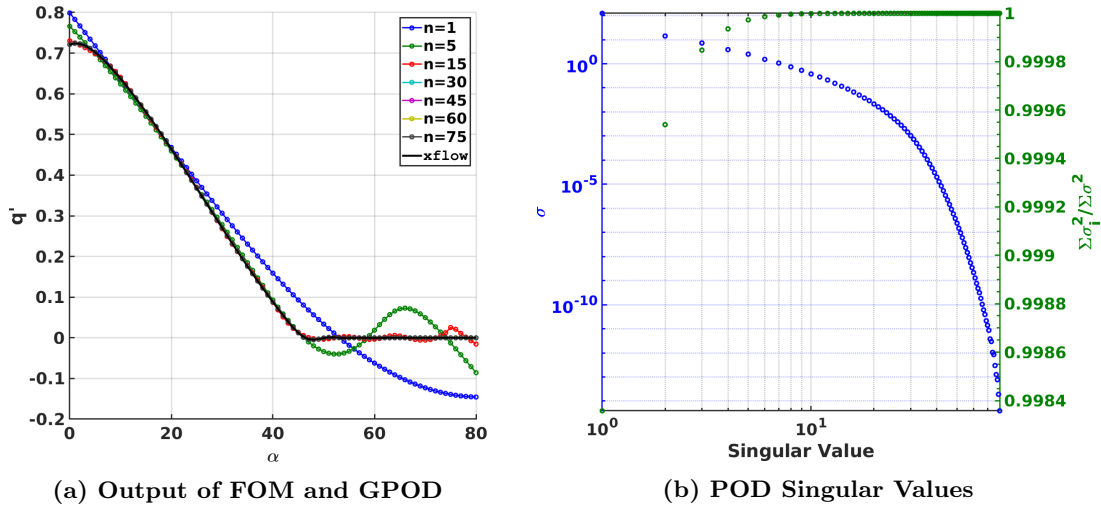 0.8
0.7
0.6
0.5
0.4
0.3
0.2
0.1
0
-0.1
-0.2
q'
0 20 40 60 80
α
n=1
n=5
n=15
n=30
n=45
n=60
n=75
xflow
(a) Output of FOM and GPOD
10^0
10^-5
10^-10
σ
10^0 10^1
Singular Value
1
0.9998
0.9996
0.9994
0.9992
0.999
0.9988
0.9986
0.9984
Σσ_i^2/Σσ^2
(b) POD Singular Values